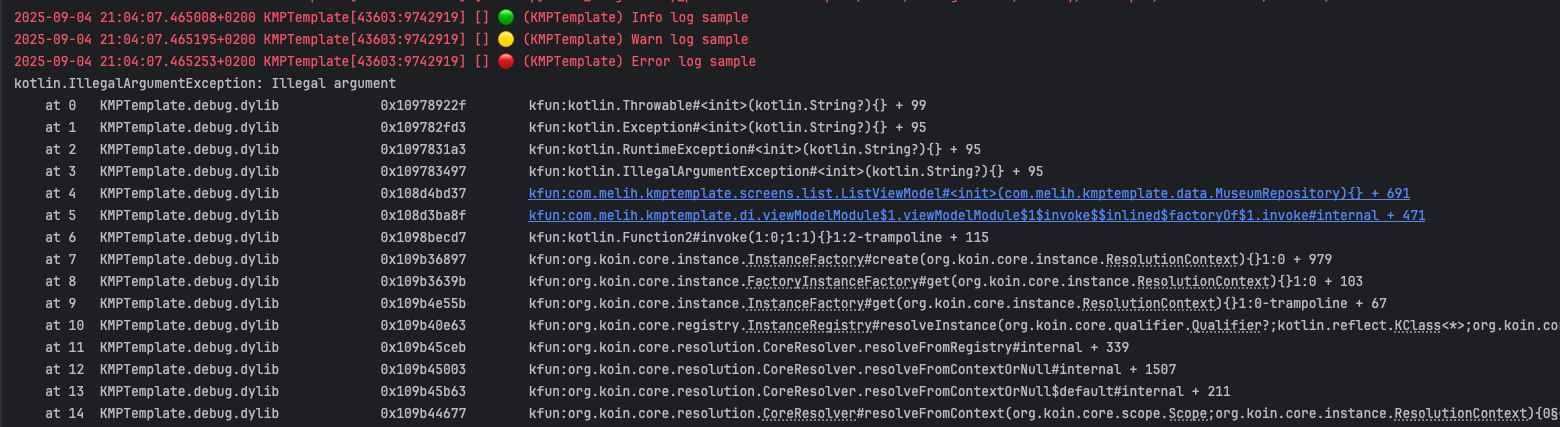 2025-09-04 21:04:07.465008+0200 KMPTemplate[43603:9742919] [] 🟢 (KMPTemplate) Info log sample
2025-09-04 21:04:07.465195+0200 KMPTemplate[43603:9742919] [] 🟡 (KMPTemplate) Warn log sample
2025-09-04 21:04:07.465253+0200 KMPTemplate[43603:9742919] [] 🔴 (KMPTemplate) Error log sample
kotlin.IllegalArgumentException: Illegal argument
at 0 KMPTemplate.debug.dylib 0x10978922f kfun:kotlin.Throwable#<init>(kotlin.String?){} + 99
at 1 KMPTemplate.debug.dylib 0x109782fd3 kfun:kotlin.Exception#<init>(kotlin.String?){} + 95
at 2 KMPTemplate.debug.dylib 0x1097831a3 kfun:kotlin.RuntimeException#<init>(kotlin.String?){} + 95
at 3 KMPTemplate.debug.dylib 0x109783497 kfun:kotlin.IllegalArgumentException#<init>(kotlin.String?){} + 95
at 4 KMPTemplate.debug.dylib 0x108d4bd37 kfun:com.melih.kmptemplate.screens.list.ListViewModel#<init>(com.melih.kmptemplate.data.MuseumRepository){} + 691
at 5 KMPTemplate.debug.dylib 0x108d3ba8f kfun:com.melih.kmptemplate.di.viewModelModule$1.viewModelModule$1$invoke$$inlined$factoryOf$1.invoke#internal + 471
at 6 KMPTemplate.debug.dylib 0x1098becd7 kfun:kotlin.Function2#invoke(1:0;1:1){}1:2-trampoline + 115
at 7 KMPTemplate.debug.dylib 0x109b36897 kfun:org.koin.core.instance.InstanceFactory#create(org.koin.core.instance.ResolutionContext){}1:0 + 979
at 8 KMPTemplate.debug.dylib 0x109b3639b kfun:org.koin.core.instance.FactoryInstanceFactory#get(org.koin.core.instance.ResolutionContext){}1:0 + 103
at 9 KMPTemplate.debug.dylib 0x109b4e55b kfun:org.koin.core.instance.InstanceFactory#get(org.koin.core.instance.ResolutionContext){}1:0-trampoline + 67
at 10 KMPTemplate.debug.dylib 0x109b40e63 kfun:org.koin.core.registry.InstanceRegistry#resolveInstance(org.koin.core.qualifier.Qualifier?;kotlin.reflect.KClass<*>;org.koin.co
at 11 KMPTemplate.debug.dylib 0x109b45ceb kfun:org.koin.core.resolution.CoreResolver.resolveFromRegistry#internal + 339
at 12 KMPTemplate.debug.dylib 0x109b45003 kfun:org.koin.core.resolution.CoreResolver.resolveFromContextOrNull#internal + 1507
at 13 KMPTemplate.debug.dylib 0x109b45b63 kfun:org.koin.core.resolution.CoreResolver.resolveFromContextOrNull$default#internal + 211
at 14 KMPTemplate.debug.dylib 0x109b44677 kfun:org.koin.core.resolution.CoreResolver#resolveFromContext(org.koin.core.scope.Scope;org.koin.core.instance.ResolutionContext){0§